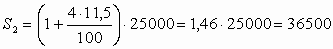 S₂ = (1 + 4·11,5/100) · 25000 = 1,46 · 25000 = 36500